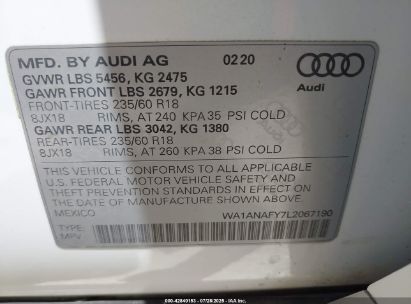 MFD. BY AUDI AG 02 20
GVWR LBS 5456, KG 2475
GAWR FRONT LBS 2679, KG 1215
FRONT-TIRES 235/60 R18
8JX18 RIMS, AT 240 KPA 35 PSI COLD
GAWR REAR LBS 3042, KG 1380
REAR-TIRES 235/60 R18
8JX18 RIMS, AT 260 KPA 38 PSI COLD
Audi
THIS VEHICLE CONFORMS TO ALL APPLICABLE
U.S. FEDERAL MOTOR VEHICLE SAFETY AND
THEFT PREVENTION STANDARDS IN EFFECT ON
THE DATE OF MANUFACTURE SHOWN ABOVE.
MEXICO WA1ANAFY7L2067190
TYPE:
MPV